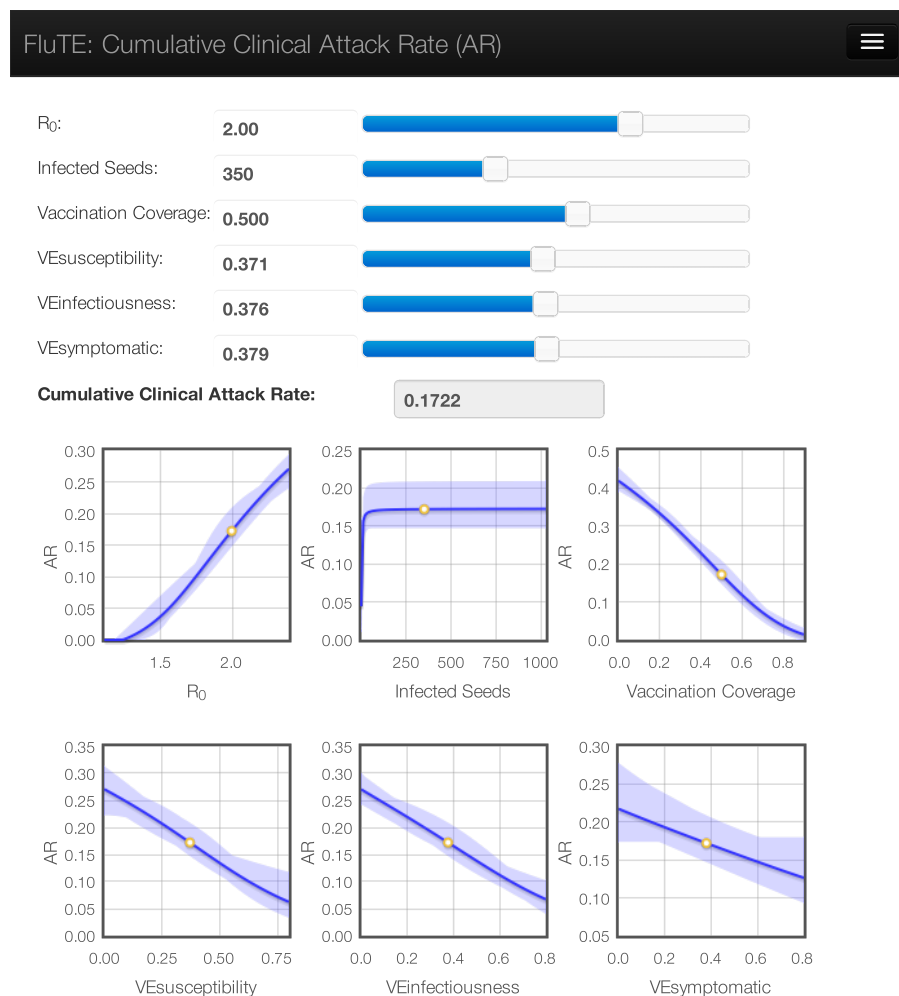 FluTE: Cumulative Clinical Attack Rate (AR)
R0: 2.00
Infected Seeds: 350
Vaccination Coverage: 0.500
VEsusceptibility: 0.371
VEinfectiousness: 0.376
VEsymptomatic: 0.379
Cumulative Clinical Attack Rate: 0.1722
0.30 0.25 0.5
0.25 0.20 0.4
0.20 0.15 0.3
0.15
AR AR AR
0.10 0.10 0.2
0.05 0.05 0.1
0.00 0.00 0.0
1.5 2.0 250 500 750 1000 0.0 0.2 0.4 0.6 0.8
R0 Infected Seeds Vaccination Coverage
0.35 0.35 0.30
0.30 0.30 0.25
0.25 0.25
0.20 0.20 0.20
0.15 0.15 0.15
AR AR AR
0.10 0.10 0.10
0.05 0.05
0.00 0.00 0.05
0.00 0.25 0.50 0.75 0.0 0.2 0.4 0.6 0.8 0.0 0.2 0.4 0.6 0.8
VEsusceptibility VEinfectiousness VEsymptomatic